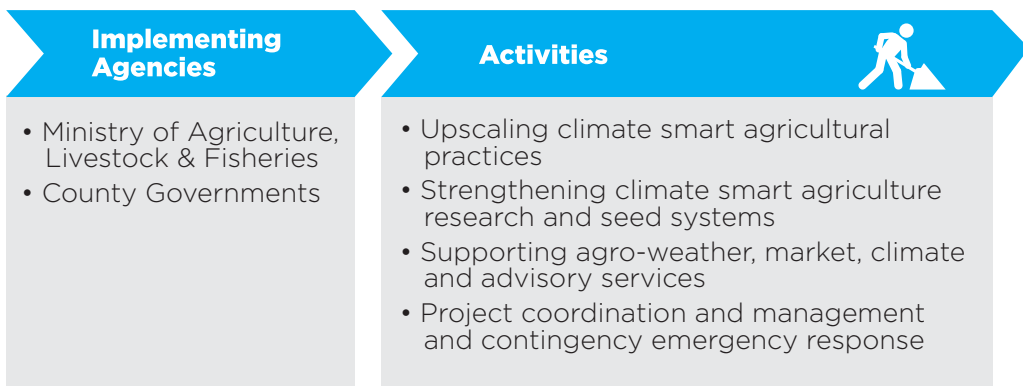 Implementing
Agencies
• Ministry of Agriculture,
Livestock & Fisheries
• County Governments
Activities
• Upscaling climate smart agricultural
practices
• Strengthening climate smart agriculture
research and seed systems
• Supporting agro-weather, market, climate
and advisory services
• Project coordination and management
and contingency emergency response